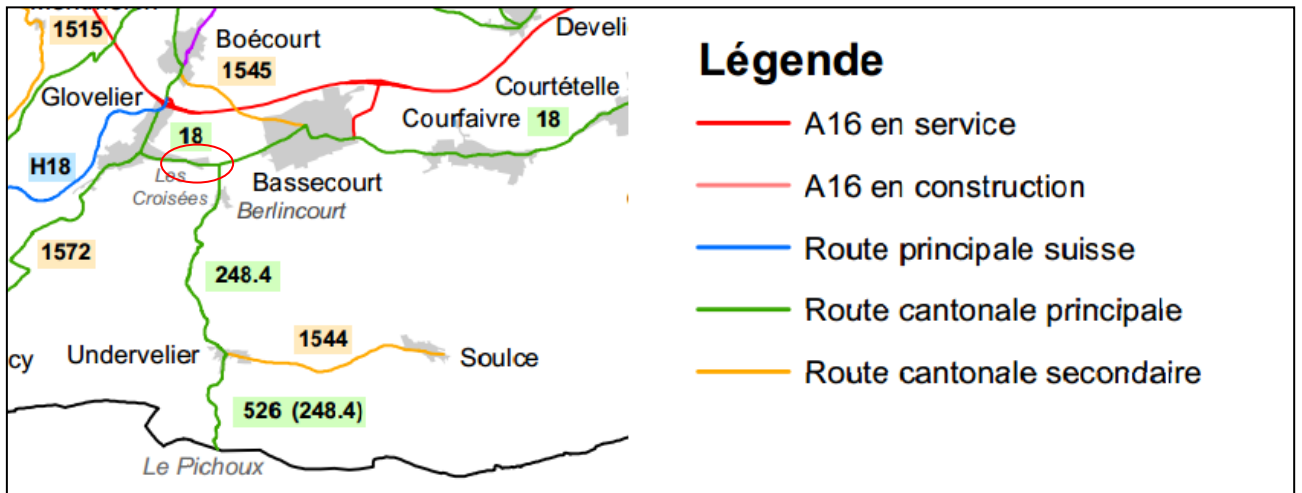 1515
Boécourt
Develi
1545
Glovelier
Courtételle
18
Courfaivre 18
H18
Les
Croisées
Bassecourt
Berlincourt
1572
248.4
1544
cy
Undervelier
Soulce
526 (248.4)
Le Pichoux
Légende
A16 en service
A16 en construction
Route principale suisse
Route cantonale principale
Route cantonale secondaire